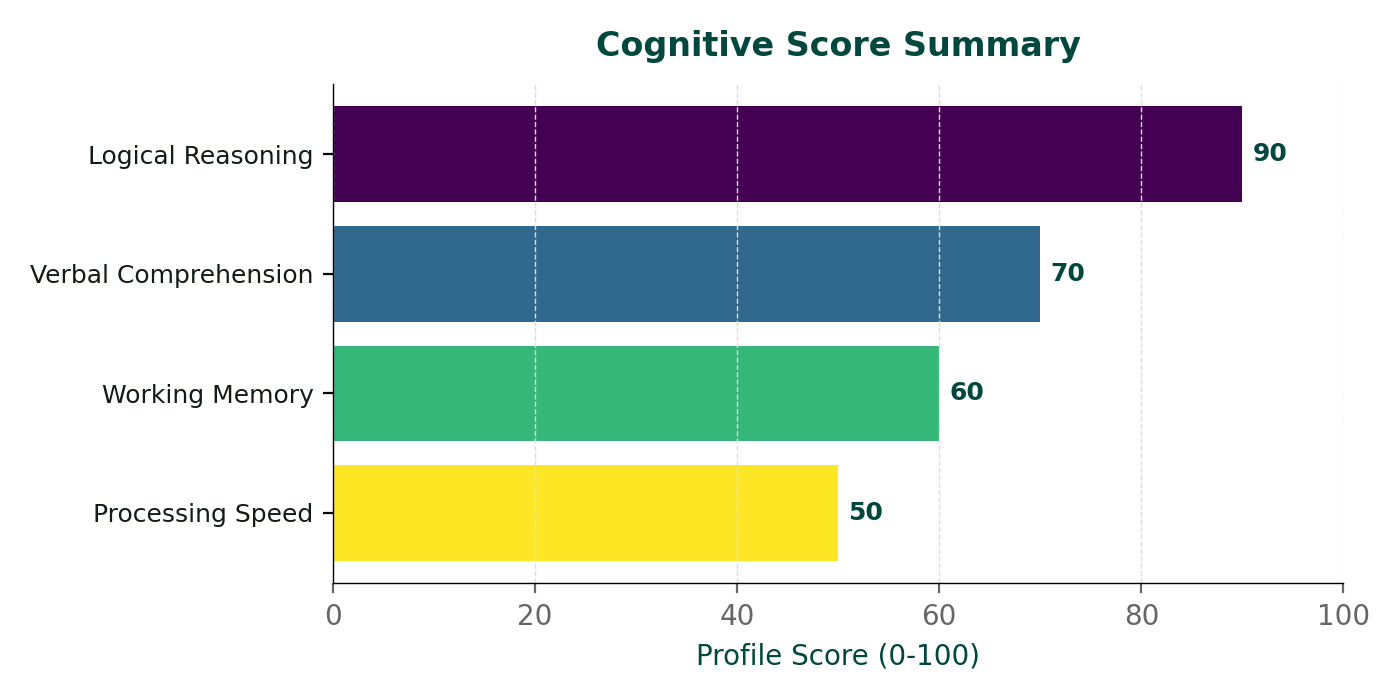 Cognitive Score Summary
Logical Reasoning
90
Verbal Comprehension
70
Working Memory
60
Processing Speed
50
0 20 40 60 80 100
Profile Score (0-100)